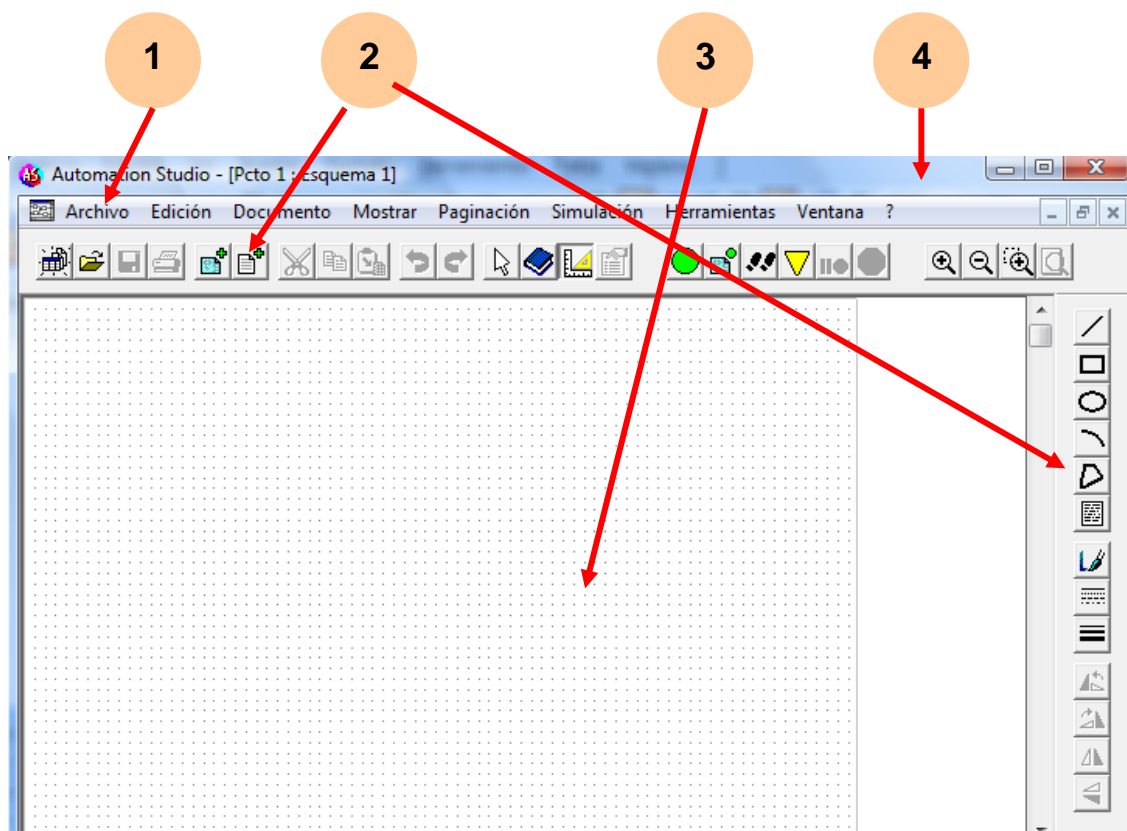 1 2 3 4
Automation Studio - [Pcto 1 : Esquema 1]
Archivo Edición Documento Mostrar Paginación Simulación Herramientas Ventana ?